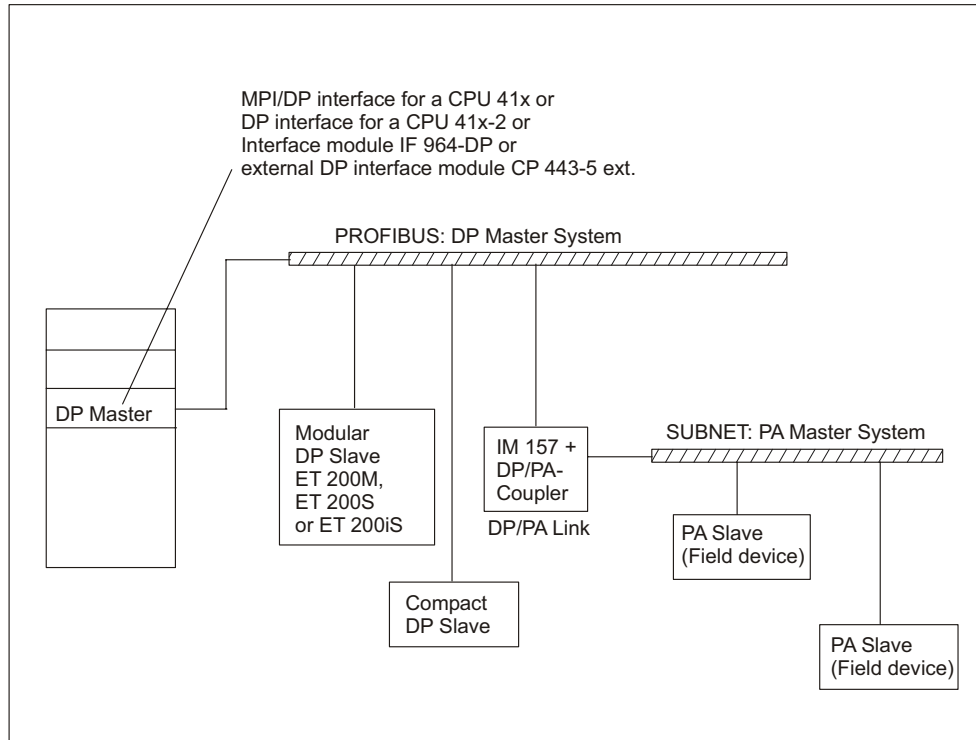 MPI/DP interface for a CPU 41x or
DP interface for a CPU 41x-2 or
Interface module IF 964-DP or
external DP interface module CP 443-5 ext.
PROFIBUS: DP Master System
DP Master
Modular
DP Slave
ET 200M,
ET 200S
or ET 200iS
IM 157 +
DP/PA-
Coupler
DP/PA Link
SUBNET: PA Master System
PA Slave
(Field device)
Compact
DP Slave
PA Slave
(Field device)